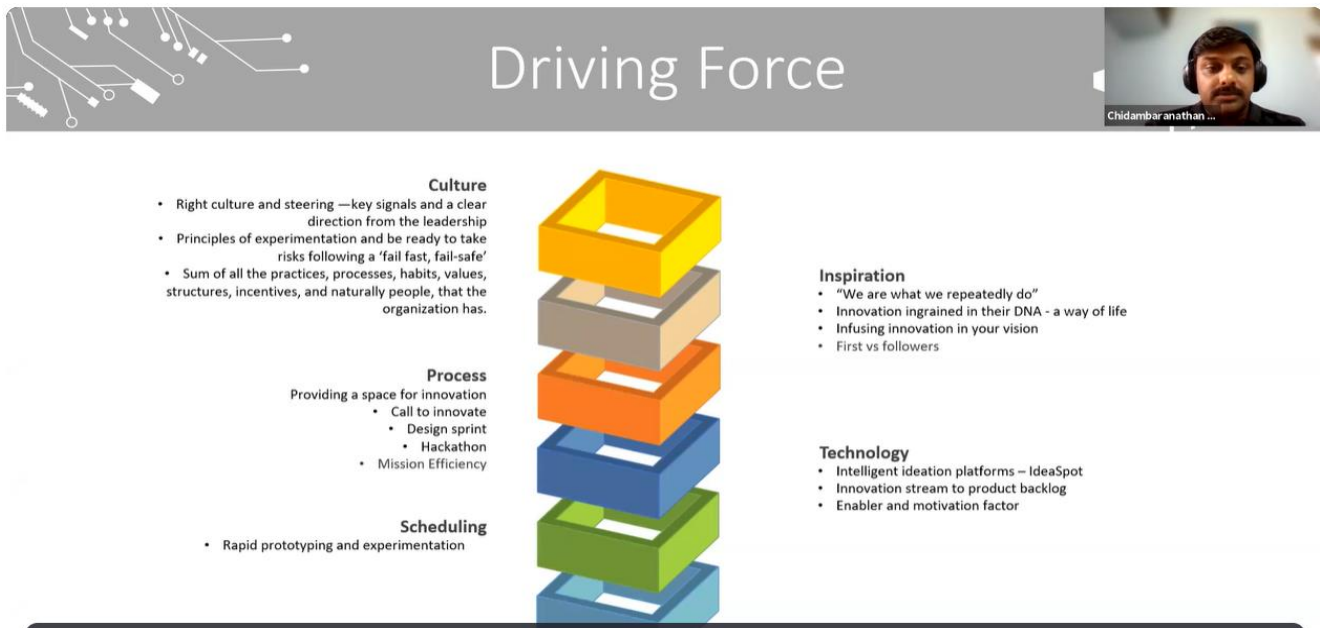 Driving Force
Chidambaranathan ...
Culture
• Right culture and steering —key signals and a clear
direction from the leadership
• Principles of experimentation and be ready to take
risks following a ‘fail fast, fail-safe’
• Sum of all the practices, processes, habits, values,
structures, incentives, and naturally people, that the
organization has.
Inspiration
• “We are what we repeatedly do”
• Innovation ingrained in their DNA - a way of life
• Infusing innovation in your vision
• First vs followers
Process
Providing a space for innovation
• Call to innovate
• Design sprint
• Hackathon
• Mission Efficiency
Technology
• Intelligent ideation platforms – IdeaSpot
• Innovation stream to product backlog
• Enabler and motivation factor
Scheduling
• Rapid prototyping and experimentation